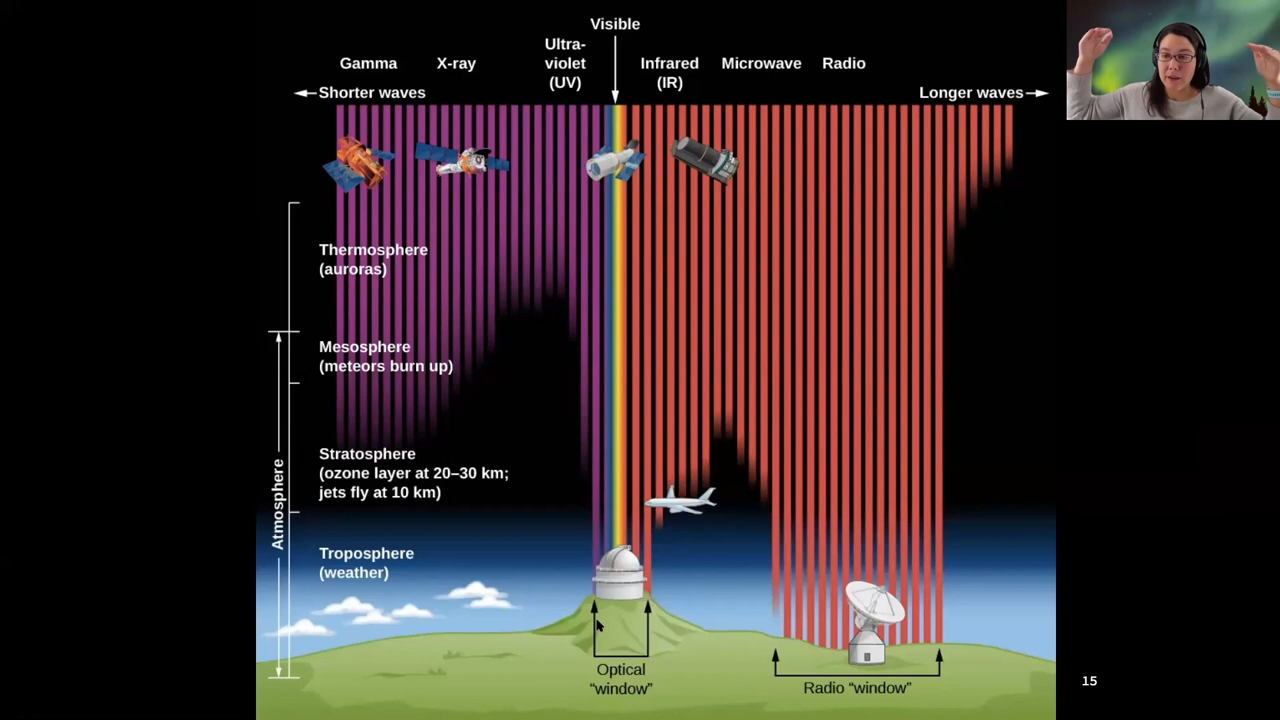 Visible
Ultra-
violet
(UV)
Gamma
X-ray
Infrared
(IR)
Microwave
Radio
Shorter waves
Longer waves
Thermosphere
(auroras)
Mesosphere
(meteors burn up)
Stratosphere
(ozone layer at 20–30 km;
jets fly at 10 km)
Atmosphere
Troposphere
(weather)
Optical
“window”
Radio “window”
15